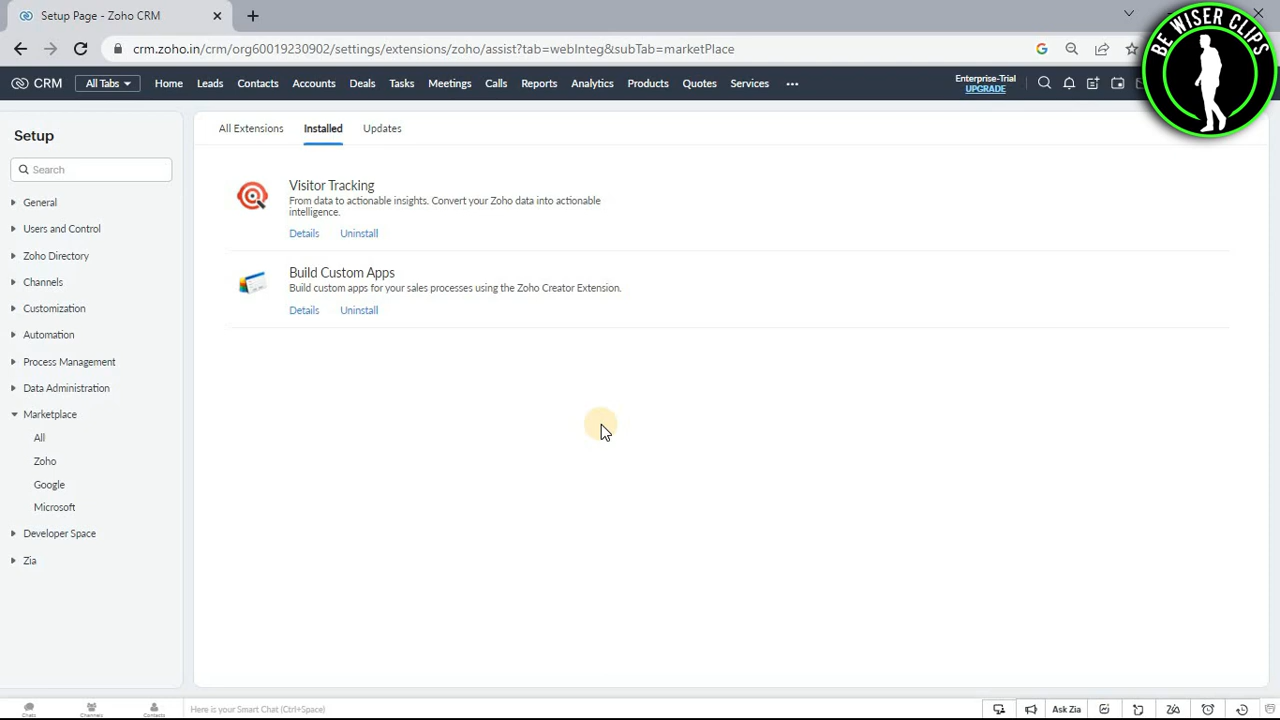 Setup Page - Zoho CRM
crm.zoho.in/crm/org60019230902/settings/extensions/zoho/assist?tab=webInteg&subTab=marketPlace
BE WISER CLIPS
CRM
All Tabs
Home
Leads
Contacts
Accounts
Deals
Tasks
Meetings
Calls
Reports
Analytics
Products
Quotes
Services
Enterprise-Trial
UPGRADE
Setup
Search
General
Users and Control
Zoho Directory
Channels
Customization
Automation
Process Management
Data Administration
Marketplace
All
Zoho
Google
Microsoft
Developer Space
Zia
All Extensions
Installed
Updates
Visitor Tracking
From data to actionable insights. Convert your Zoho data into actionable
intelligence.
Details
Uninstall
Build Custom Apps
Build custom apps for your sales processes using the Zoho Creator Extension.
Details
Uninstall
Chats
Channels
Contacts
Here is your Smart Chat (Ctrl+Space)
Ask Zia